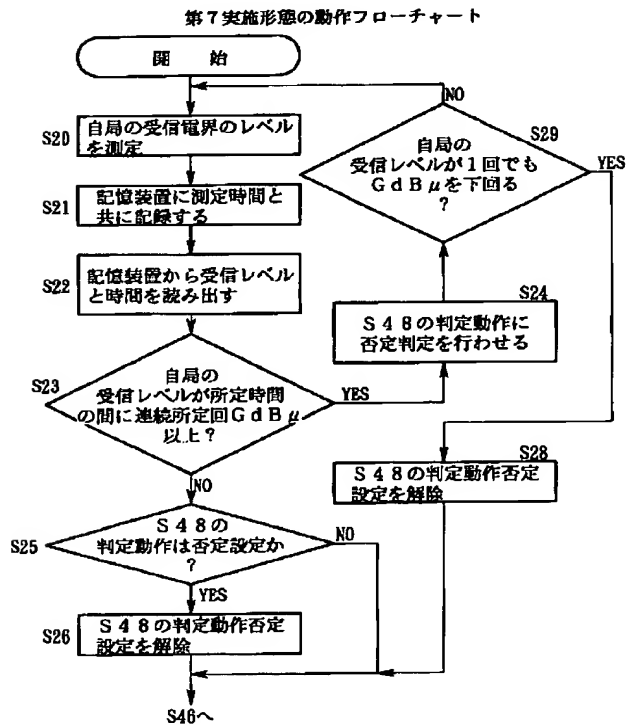 第7実施形態の動作フローチャート
開 始
S20
自局の受信電界のレベル
を測定
S21
記憶装置に測定時間と
共に記録する
S22
記憶装置から受信レベル
と時間を読み出す
S23
自局の
受信レベルが所定時間
の間に連続所定回GdBμ
以上?
YES
NO
S24
S48の判定動作に
否定判定を行わせる
S29
自局の
受信レベルが1回でも
GdBμを下回る
?
NO
YES
S28
S48の判定動作否定
設定を解除
S25
S48の
判定動作は否定設定か
?
NO
YES
S26
S48の判定動作否定
設定を解除
S46へ